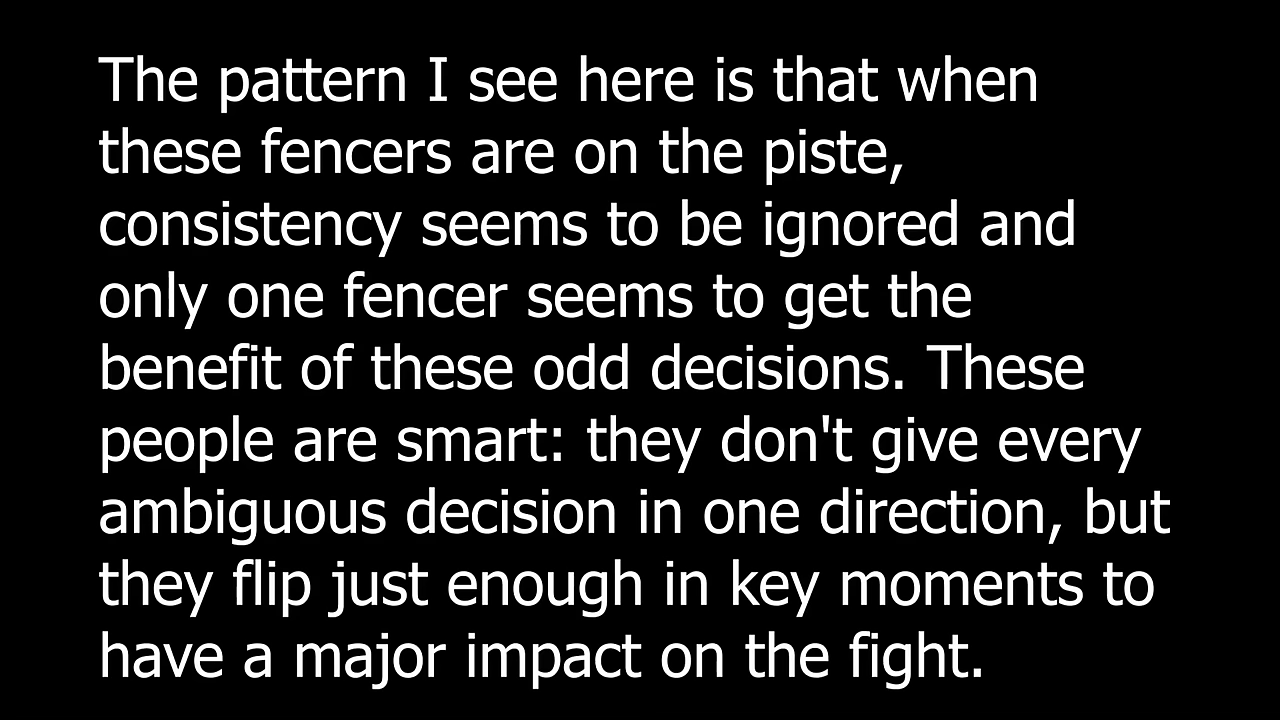 The pattern I see here is that when
these fencers are on the piste,
consistency seems to be ignored and
only one fencer seems to get the
benefit of these odd decisions. These
people are smart: they don't give every
ambiguous decision in one direction, but
they flip just enough in key moments to
have a major impact on the fight.